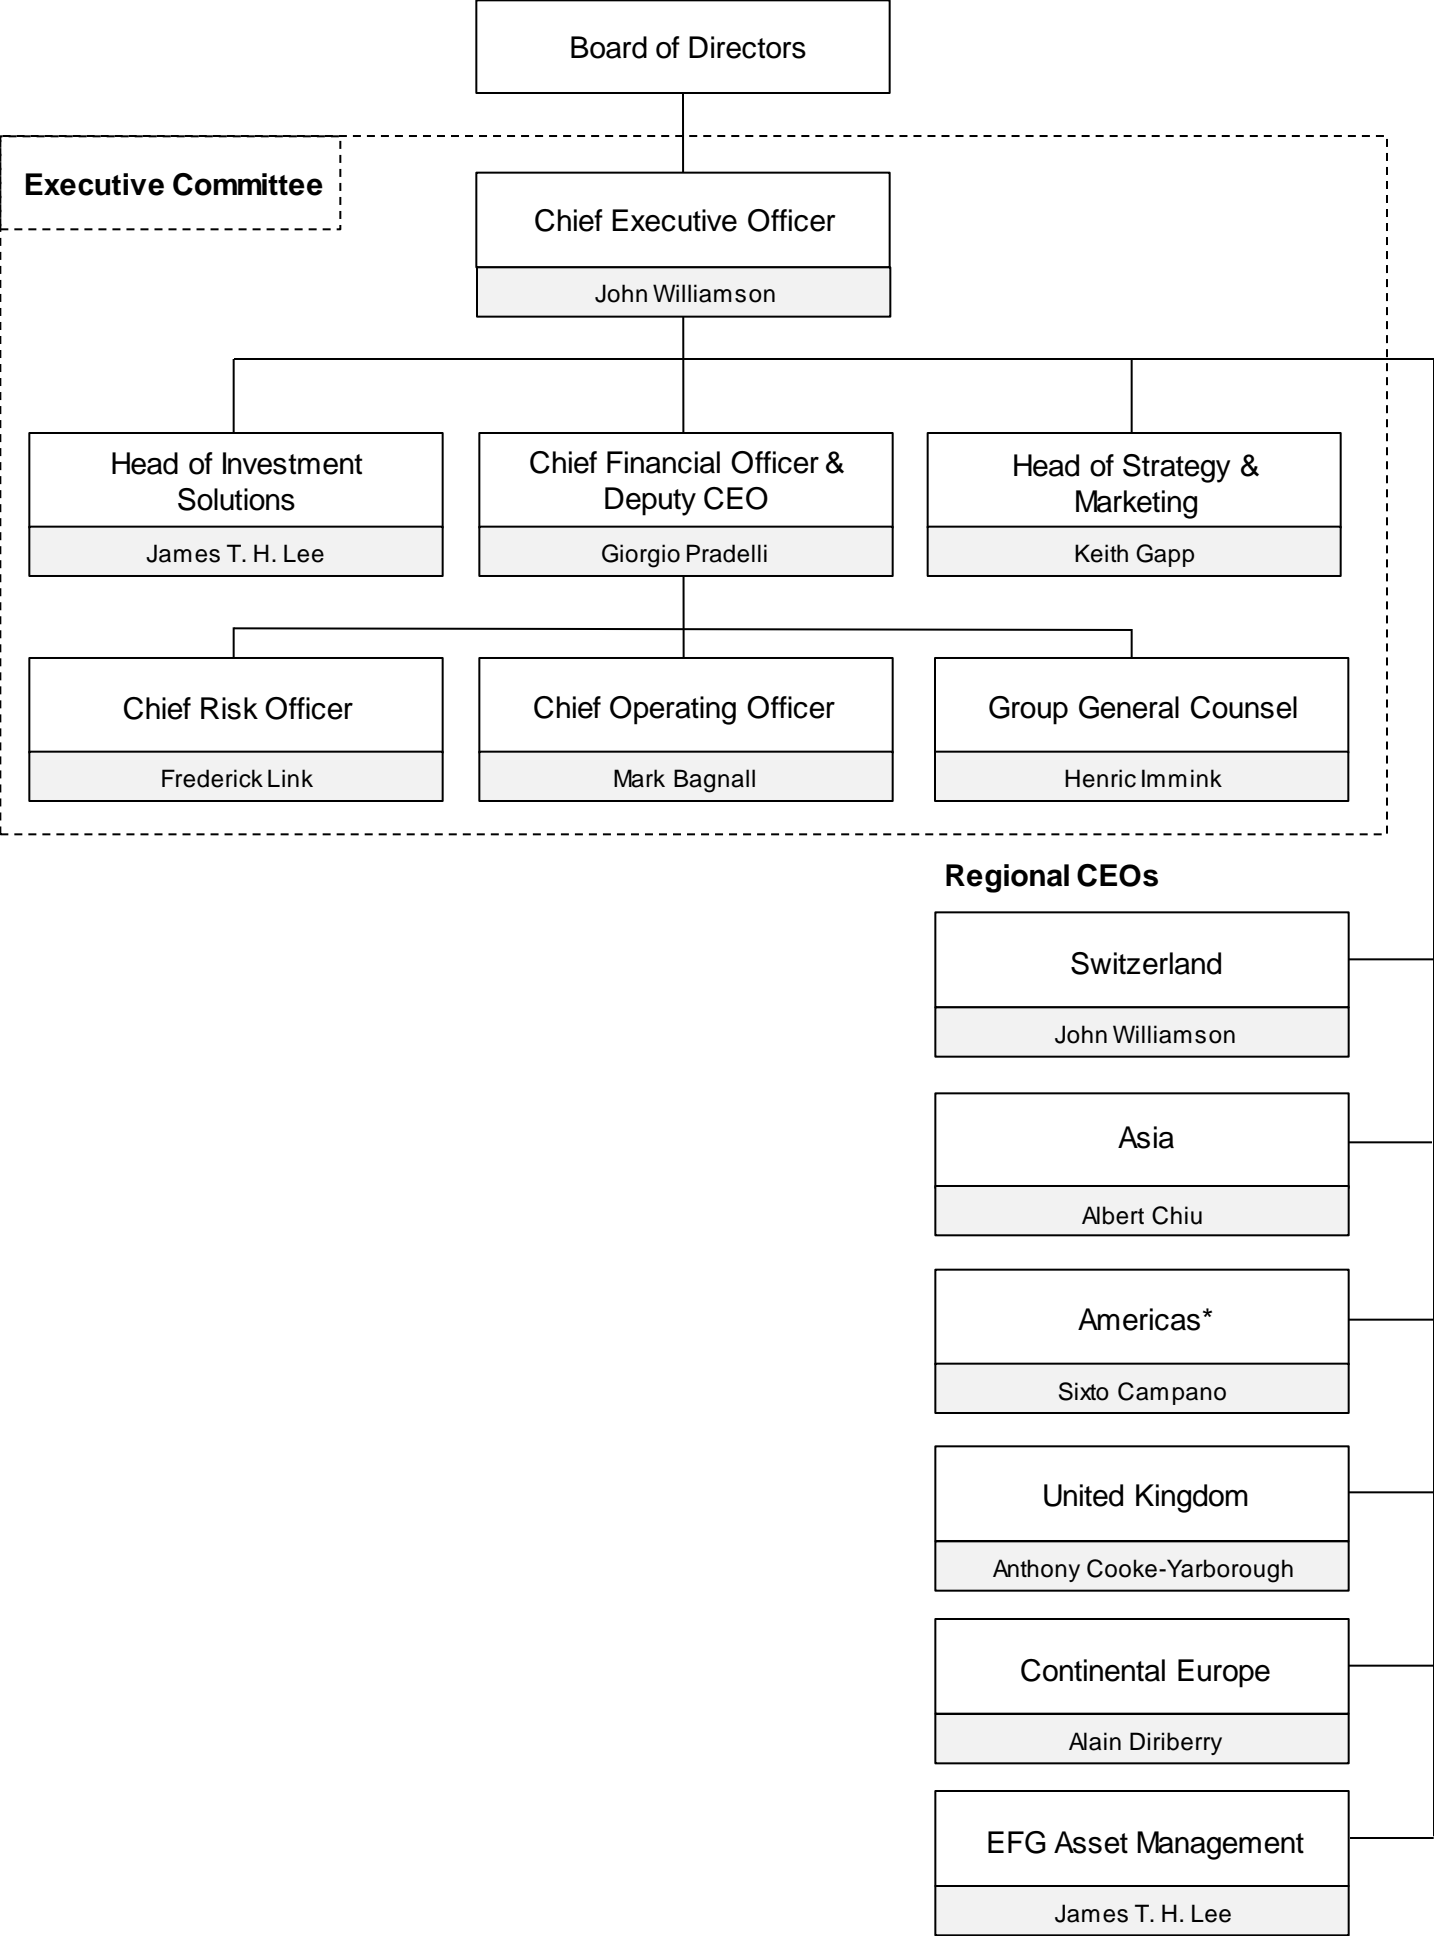 Board of Directors
Executive Committee
Chief Executive Officer
John Williamson
Head of Investment
Solutions
James T. H. Lee
Chief Financial Officer &
Deputy CEO
Giorgio Pradelli
Head of Strategy &
Marketing
Keith Gapp
Chief Risk Officer
Frederick Link
Chief Operating Officer
Mark Bagnall
Group General Counsel
Henric Immink
Regional CEOs
Switzerland
John Williamson
Asia
Albert Chiu
Americas*
Sixto Campano
United Kingdom
Anthony Cooke-Yarborough
Continental Europe
Alain Diriberry
EFG Asset Management
James T. H. Lee